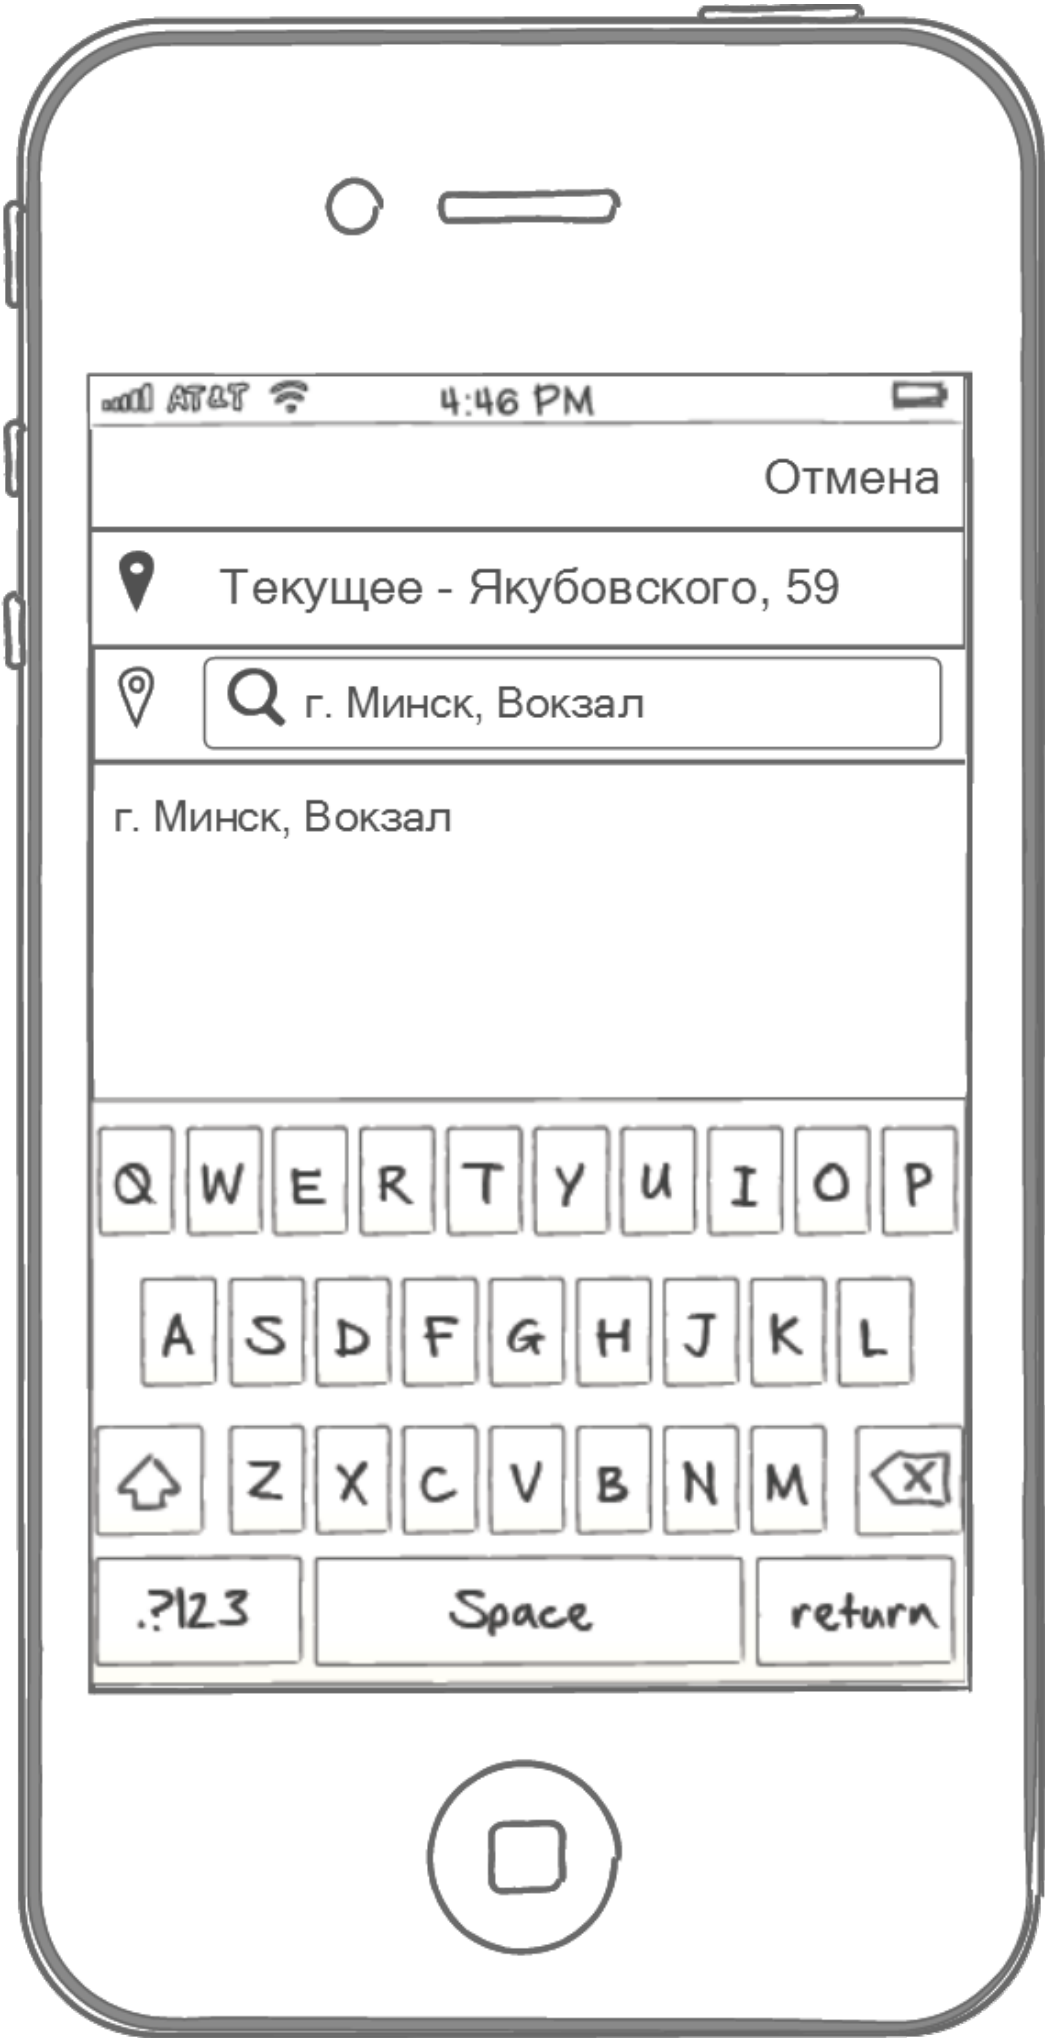 AT&T 4:46 PM
Отмена
Текущее - Якубовского, 59
г. Минск, Вокзал
г. Минск, Вокзал
Q W E R T Y U I O P
A S D F G H J K L
Z X C V B N M
.?123 Space return